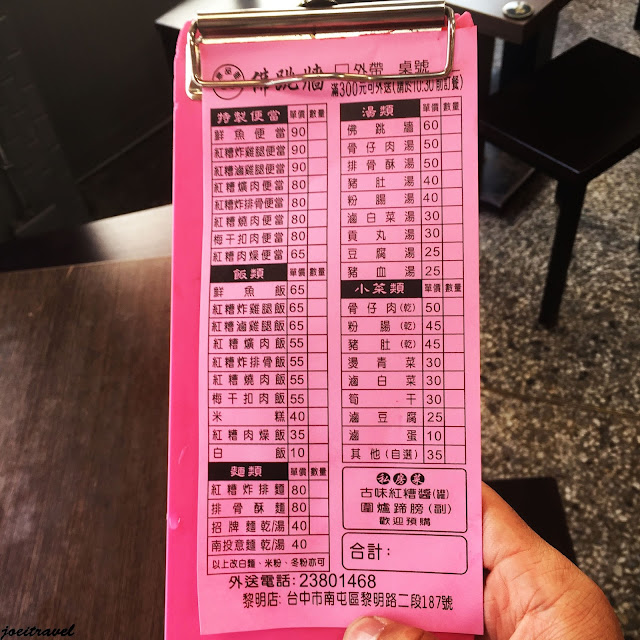 佛跳牆 □外帶 桌號
滿300元可外送(請於10:30前訂餐)
特製便當 單價 數量
鮮魚便當 90
紅糟炸雞腿便當 90
紅糟滷雞腿便當 90
紅糟爌肉便當 80
紅糟炸排骨便當 80
紅糟燒肉便當 80
梅干扣肉便當 80
紅糟肉燥便當 65
飯類 單價 數量
鮮魚飯 65
紅糟炸雞腿飯 65
紅糟滷雞腿飯 65
紅糟爌肉飯 55
紅糟炸排骨飯 55
紅糟燒肉飯 55
梅干扣肉飯 55
米糕 40
紅糟肉燥飯 35
白飯 10
麵類 單價 數量
紅糟炸排麵 80
排骨酥麵 80
招牌麵 乾/湯 40
南投意麵 乾/湯 40
以上改白麵、米粉、冬粉亦可
湯類 單價 數量
佛跳牆 60
骨仔肉湯 50
排骨酥湯 50
豬肚湯 40
粉腸湯 40
滷白菜湯 30
貢丸湯 30
豆腐湯 25
豬血湯 25
小菜類 單價 數量
骨仔肉(乾) 50
粉腸(乾) 45
豬肚(乾) 45
燙青菜 30
滷白菜 30
筍干 30
滷豆腐 25
滷蛋 10
其他(自選) 35
私房菜
古味紅糟醬(罐)
圍爐蹄膀(副)
歡迎預購
合計:
外送電話: 23801468
黎明店: 台中市南屯區黎明路二段187號
joeitravel